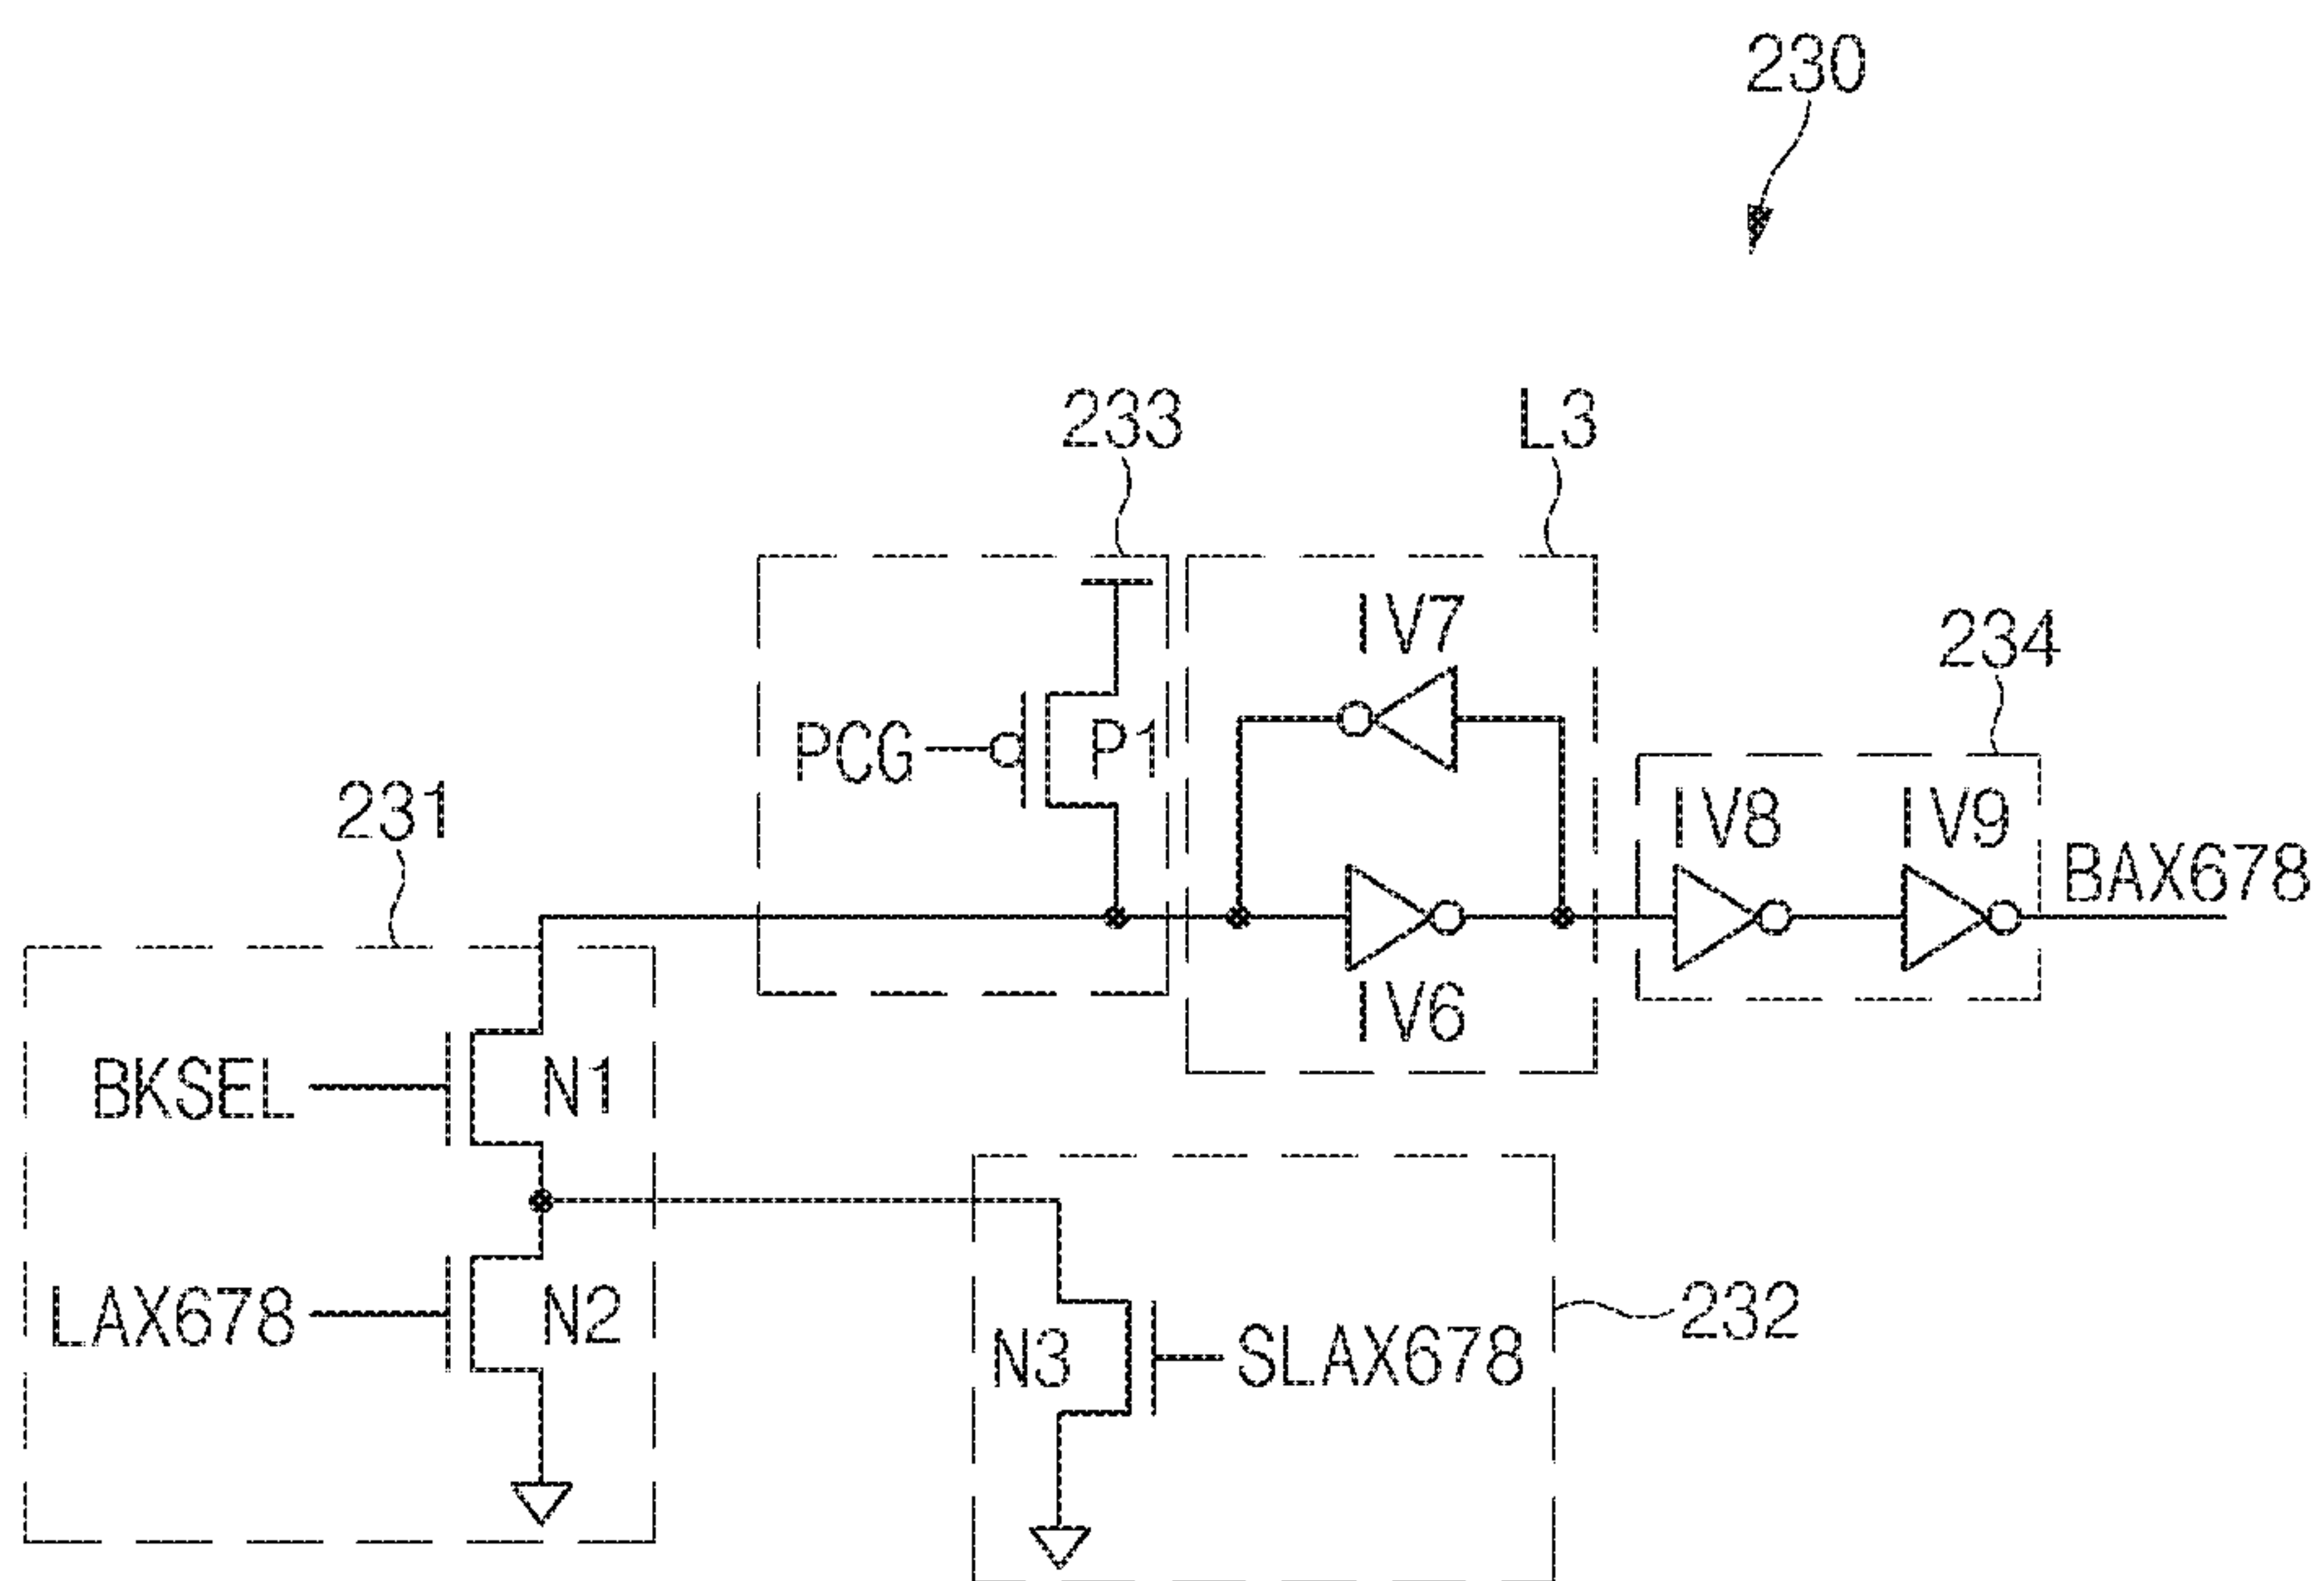 230
233
L3
IV7
234
PCG
P1
231
IV8
IV9
BAX678
IV6
BKSEL
N1
LAX678
N2
N3
SLAX678
232